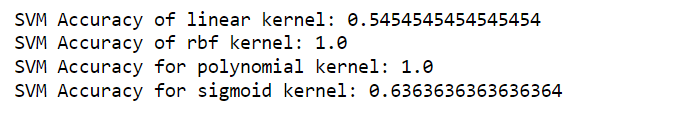 SVM Accuracy of linear kernel: 0.5454545454545454
SVM Accuracy of rbf kernel: 1.0
SVM Accuracy for polynomial kernel: 1.0
SVM Accuracy for sigmoid kernel: 0.6363636363636364